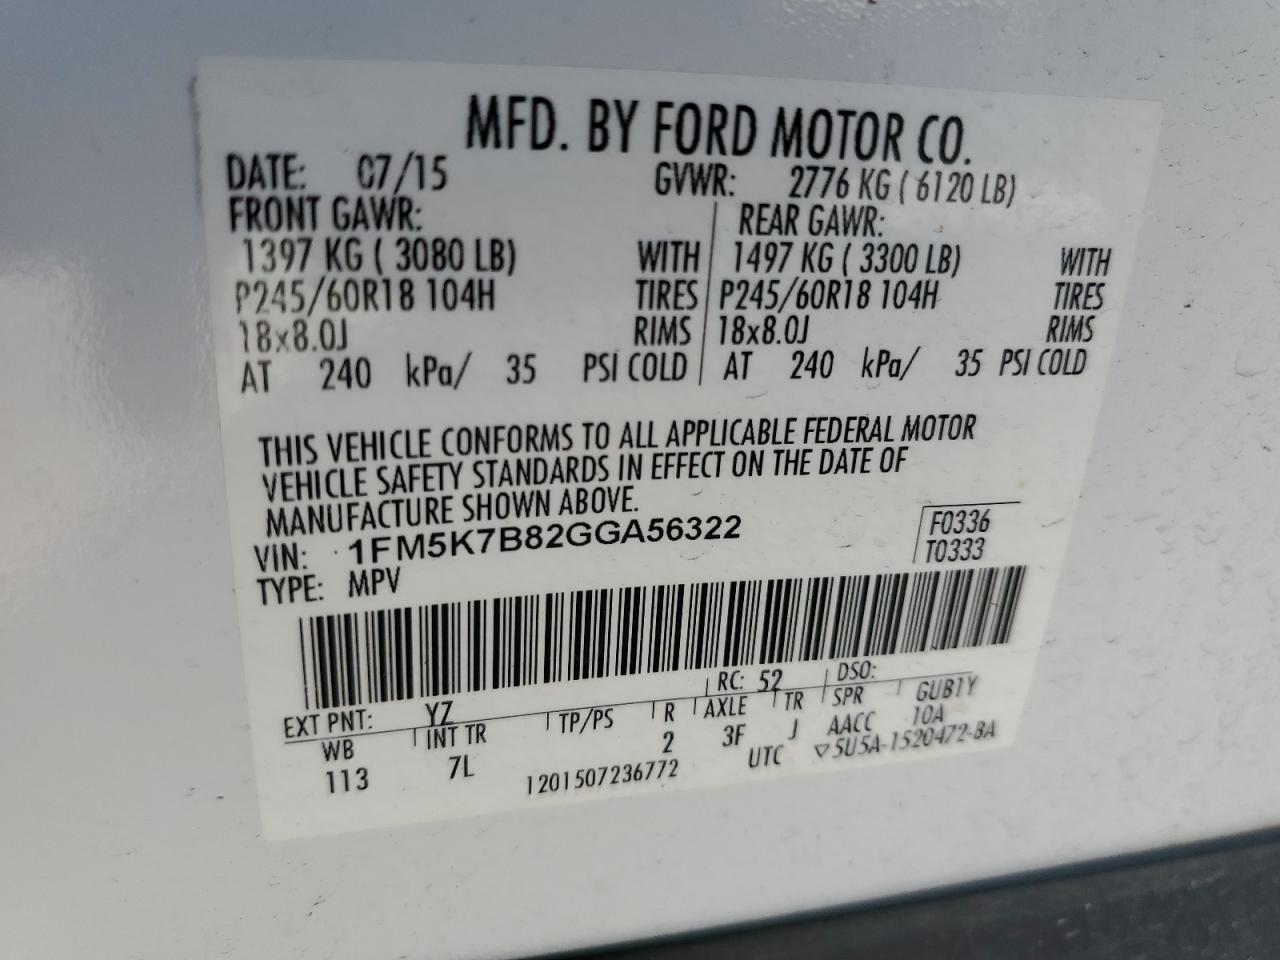 MFD. BY FORD MOTOR CO.
DATE: 07/15 GVWR: 2776 KG ( 6120 LB)
FRONT GAWR: REAR GAWR:
1397 KG ( 3080 LB) WITH 1497 KG ( 3300 LB) WITH
P245/60R18 104H TIRES P245/60R18 104H TIRES
18x8.0J RIMS 18x8.0J RIMS
AT 240 kPa/ 35 PSI COLD AT 240 kPa/ 35 PSI COLD
THIS VEHICLE CONFORMS TO ALL APPLICABLE FEDERAL MOTOR
VEHICLE SAFETY STANDARDS IN EFFECT ON THE DATE OF
MANUFACTURE SHOWN ABOVE.
VIN: 1FM5K7B82GGA56322 F0336
TYPE: MPV T0333
RC: 52 DSO:
EXT PNT: YZ GUB1Y
WB INT TR TP/PS R AXLE TR SPR 10A
113 7L 2 3F J AACC
1201507236772 UTC ▽5U5A-1520472-BA